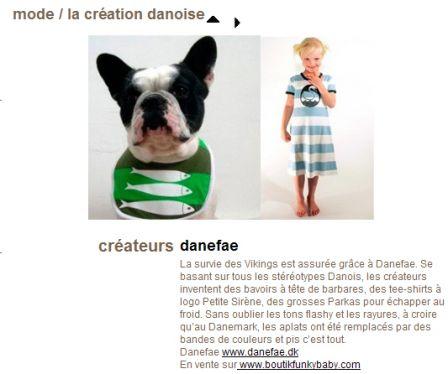 mode / la création danoise
créateurs danefae
La survie des Vikings est assurée grâce à Danefae. Se
basant sur tous les stéréotypes Danois, les créateurs
inventent des bavoirs à tête de barbares, des tee-shirts à
logo Petite Sirène, des grosses Parkas pour échapper au
froid. Sans oublier les tons flashy et les rayures, à croire
qu'au Danemark, les aplats ont été remplacés par des
bandes de couleurs et pis c'est tout.
Danefae www.danefae.dk
En vente sur www.boutikfunkybaby.com